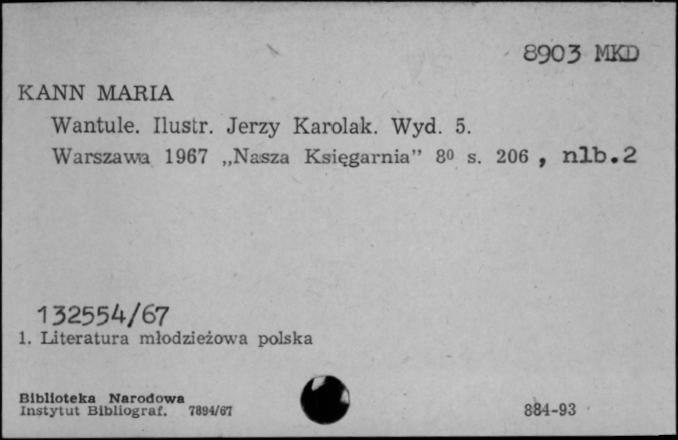 8903 MKD
KANN MARIA
Wantule. Ilustr. Jerzy Karolak. Wyd. 5.
Warszawa 1967 „Nasza Księgarnia” 8⁰ s. 206 , nlb.2
132554/67
1. Literatura młodzieżowa polska
Biblioteka Narodowa
Instytut Bibliograf. 7894/67
884-93